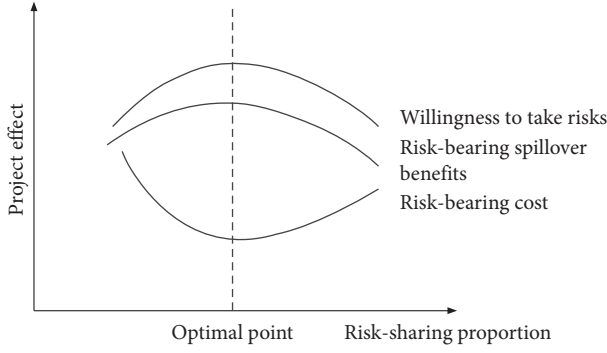 Project effect
Willingness to take risks
Risk-bearing spillover
benefits
Risk-bearing cost
Optimal point
Risk-sharing proportion